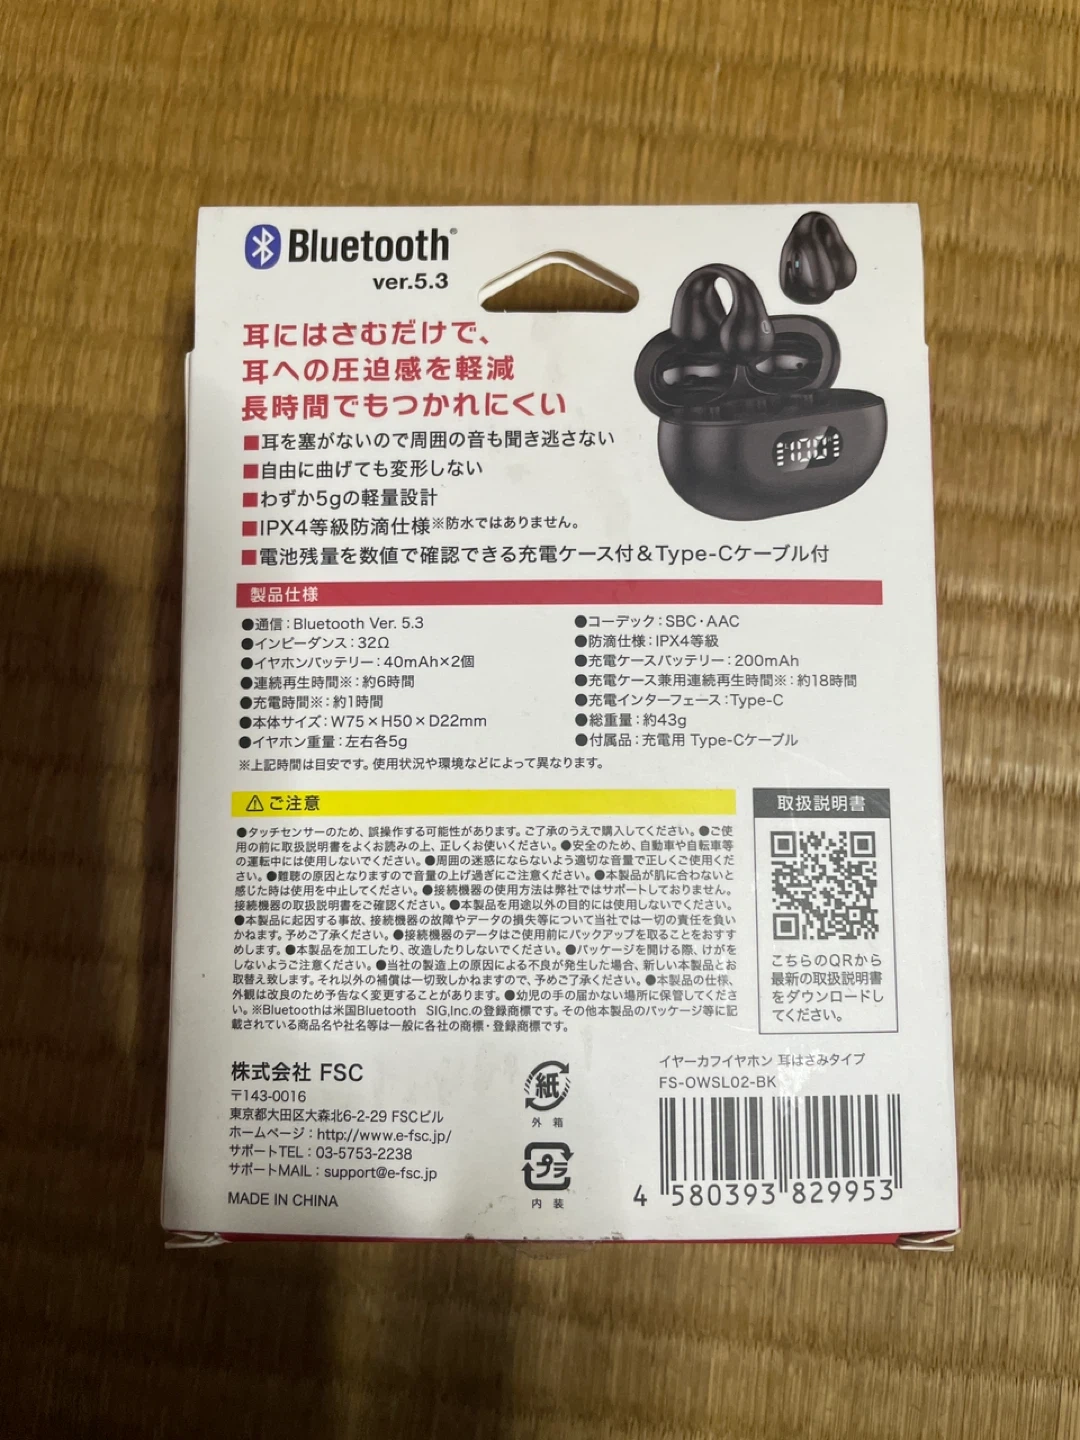 Bluetooth®
ver.5.3
耳にはさむだけで、
耳への圧迫感を軽減
長時間でもつかれにくい
■耳を塞がないので周囲の音も聞き逃さない
■自由に曲げても変形しない
■わずか5gの軽量設計
■IPX4等級防滴仕様※防水ではありません。
■電池残量を数値で確認できる充電ケース付＆Type-Cケーブル付
100
製品仕様
●通信：Bluetooth Ver. 5.3
●インピーダンス：32Ω
●イヤホンバッテリー：40mAh×2個
●連続再生時間※：約6時間
●充電時間※：約1時間
●本体サイズ：W75×H50×D22mm
●イヤホン重量：左右各5g
●コーデック：SBC・AAC
●防滴仕様：IPX4等級
●充電ケースバッテリー：200mAh
●充電ケース兼用連続再生時間※：約18時間
●充電インターフェース：Type-C
●総重量：約43g
●付属品：充電用 Type-Cケーブル
※上記時間は目安です。使用状況や環境などによって異なります。
⚠ご注意
●タッチセンサーのため、誤操作する可能性があります。ご了承のうえで購入してください。●ご使
用の前に取扱説明書をよくお読みの上、正しくお使いください。●安全のため、自動車や自転車等
の運転中には使用しないでください。●周囲の迷惑にならないよう適切な音量で正しくご使用くだ
さい。●難聴の原因となりますので音量の上げ過ぎにご注意ください。●本製品が肌に合わないと
感じた時は使用を中止してください。●接続機器の使用方法は弊社ではサポートしておりません。
接続機器の取扱説明書をご確認ください。●本製品を用途以外の目的には使用しないでください。
●本製品に起因する事故、接続機器の故障やデータの損失等について当社では一切の責任を負い
かねます。予めご了承ください。●接続機器のデータはご使用前にバックアップを取ることをおすす
めします。●本製品を加工したり、改造したりしないでください。●パッケージを開ける際、けがを
しないようご注意ください。●当社の製造上の原因による不良が発生した場合、新しい本製品とお
取替え致します。それ以外の補償は一切致しかねますので、予めご了承ください。●本製品の仕様、
外観は改良のため予告なく変更することがあります。●幼児の手の届かない場所に保管してくださ
い。※Bluetoothは米国Bluetooth SIG,Inc.の登録商標です。その他本製品のパッケージ等に記
載されている商品名や社名等は一般に各社の商標・登録商標です。
取扱説明書
こちらのQRから
最新の取扱説明書
をダウンロードし
てください。
株式会社 FSC
〒143-0016
東京都大田区大森北6-2-29 FSCビル
ホームページ：http://www.e-fsc.jp/
サポートTEL：03-5753-2238
サポートMAIL：support@e-fsc.jp
MADE IN CHINA
紙
外 箱
プラ
内 装
イヤーカフイヤホン 耳はさみタイプ
FS-OWSL02-BK
4 580393 829953